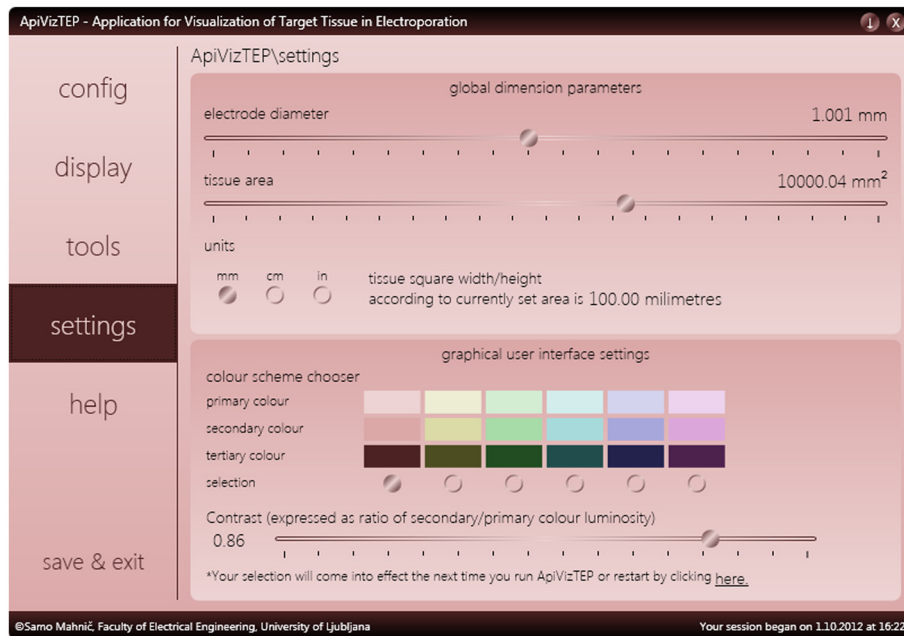 ApiVizTEP - Application for Visualization of Target Tissue in Electroporation
X
config
display
tools
settings
help
save & exit
ApiVizTEP\settings
global dimension parameters
electrode diameter 1.001 mm
tissue area 10000.04 mm²
units
mm cm in
tissue square width/height
according to currently set area is 100.00 milimetres
graphical user interface settings
colour scheme chooser
primary colour
secondary colour
tertiary colour
selection
Contrast (expressed as ratio of secondary/primary colour luminosity)
0.86
*Your selection will come into effect the next time you run ApiVizTEP or restart by clicking here.
©Samo Mahnič, Faculty of Electrical Engineering, University of Ljubljana
Your session began on 1.10.2012 at 16:22